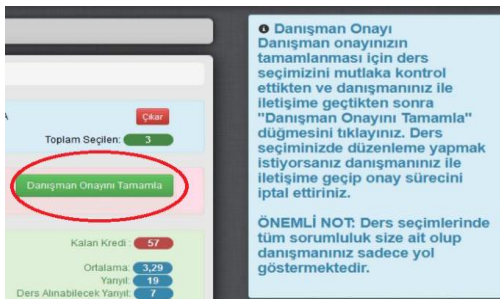 Çıkar
Toplam Seçilen: 3
Danışman Onayını Tamamla
Kalan Kredi : 57
Ortalama: 3,29
Yarıyıl: 19
Ders Alınabilecek Yarıyıl: 7
Danışman Onayı
Danışman onayınızın
tamamlanması için ders
seçimizini mutlaka kontrol
ettikten ve danışmanınız ile
iletişime geçtikten sonra
"Danışman Onayını Tamamla"
düğmesini tıklayınız. Ders
seçiminizde düzenleme yapmak
istiyorsanız danışmanınız ile
iletişime geçip onay sürecini
iptal ettiriniz.
ÖNEMLİ NOT: Ders seçimlerinde
tüm sorumluluk size ait olup
danışmanınız sadece yol
göstermektedir.